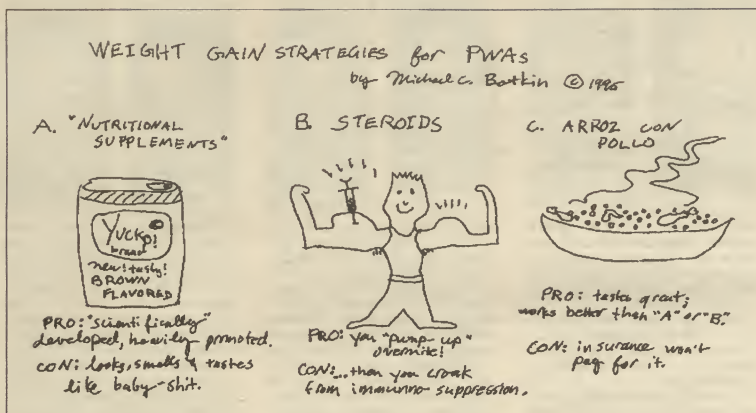 WEIGHT GAIN STRATEGIES for PWAs
by Michael C. Botkin © 1995
A. "NUTRITIONAL
SUPPLEMENTS"
Yuck-O!
brand
new! tasty!
BROWN
FLAVORED
PRO: "scientifically"
developed, heavily promoted.
CON: looks, smells & tastes
like baby-shit.
B. STEROIDS
PRO: you "pump-up"
overnite!
CON: ...then you croak
from immuno-suppression.
C. ARROZ CON
POLLO
PRO: tastes great;
works better than "A" or "B".
CON: insurance won't
pay for it.